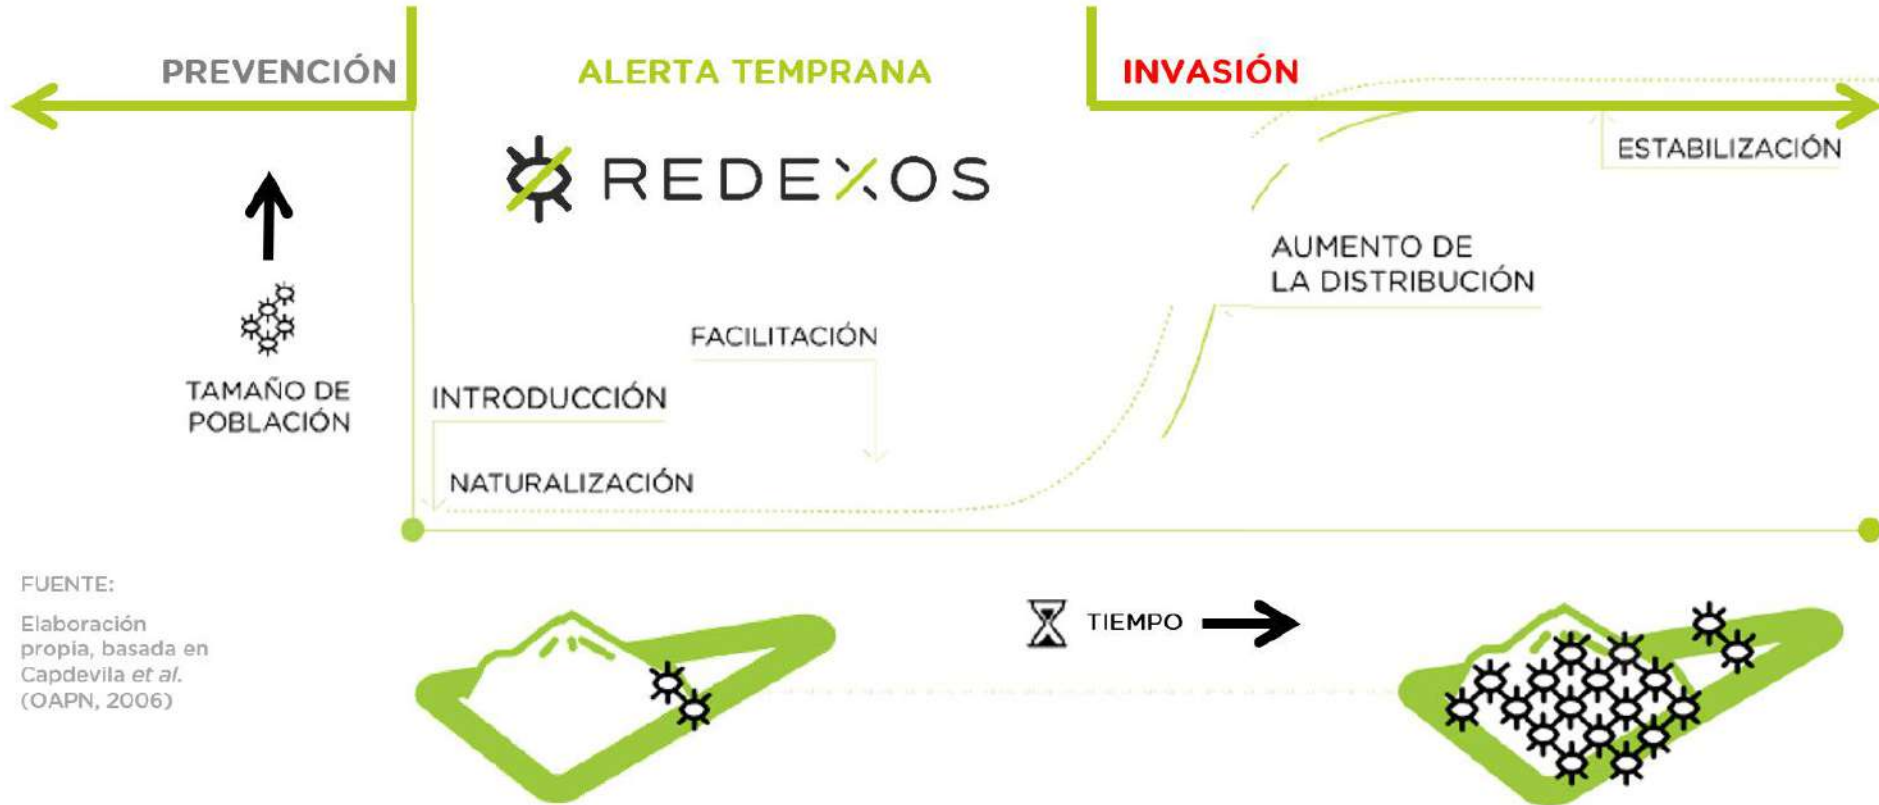 PREVENCIÓN
ALERTA TEMPRANA
INVASIÓN
REDEXOS
ESTABILIZACIÓN
AUMENTO DE
LA DISTRIBUCIÓN
FACILITACIÓN
TAMAÑO DE
POBLACIÓN
INTRODUCCIÓN
NATURALIZACIÓN
FUENTE:
Elaboración
propia, basada en
Capdevila et al.
(OAPN, 2006)
TIEMPO